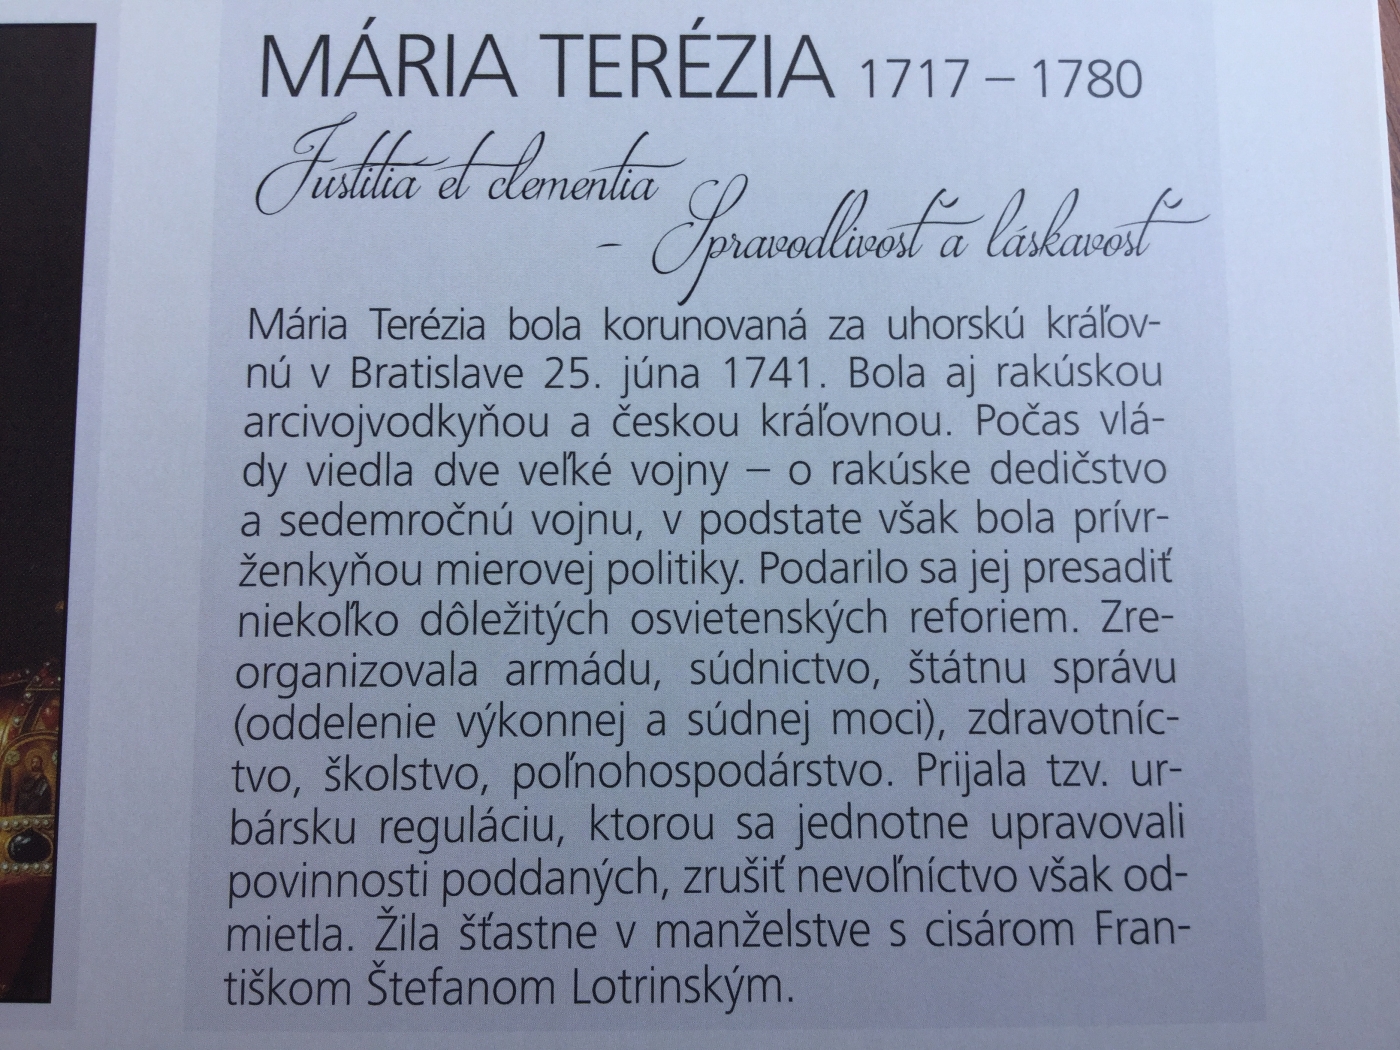 MÁRIA TERÉZIA 1717 – 1780
Justitia et clementia
– Spravodlivosť a láskavosť
Mária Terézia bola korunovaná za uhorskú kráľov-
nú v Bratislave 25. júna 1741. Bola aj rakúskou
arcivojvodkyňou a českou kráľovnou. Počas vlá-
dy viedla dve veľké vojny – o rakúske dedičstvo
a sedemročnú vojnu, v podstate však bola prívr-
ženkyňou mierovej politiky. Podarilo sa jej presadiť
niekoľko dôležitých osvietenských reforiem. Zre-
organizovala armádu, súdnictvo, štátnu správu
(oddelenie výkonnej a súdnej moci), zdravotníc-
tvo, školstvo, poľnohospodárstvo. Prijala tzv. ur-
bársku reguláciu, ktorou sa jednotne upravovali
povinnosti poddaných, zrušiť nevoľníctvo však od-
mietla. Žila šťastne v manželstve s cisárom Fran-
tiškom Štefanom Lotrinským.